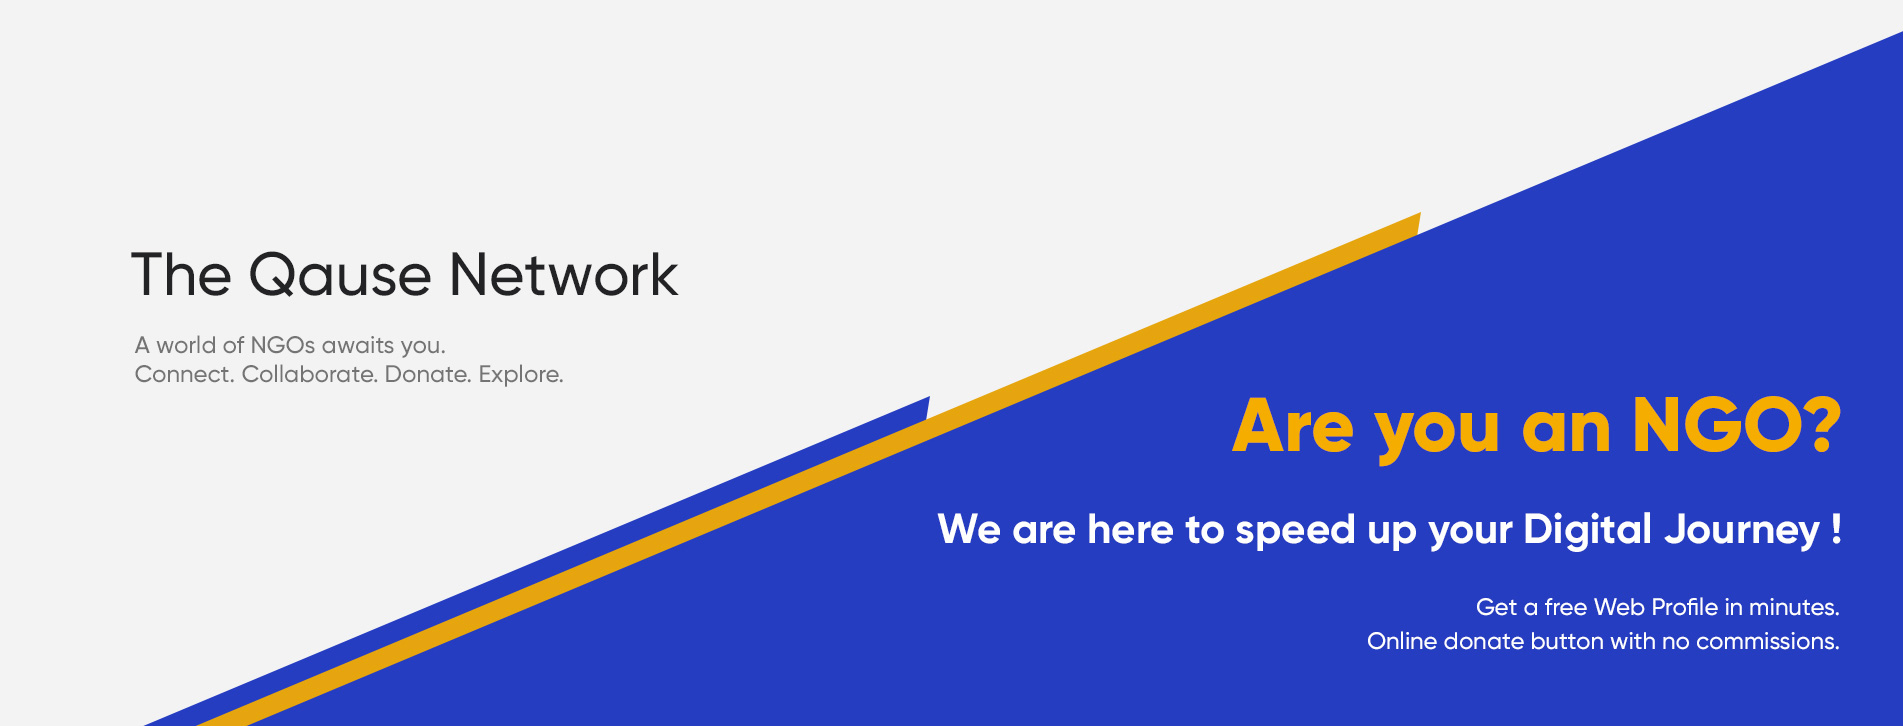 The Qause Network
A world of NGOs awaits you.
Connect. Collaborate. Donate. Explore.
Are you an NGO?
We are here to speed up your Digital Journey !
Get a free Web Profile in minutes.
Online donate button with no commissions.